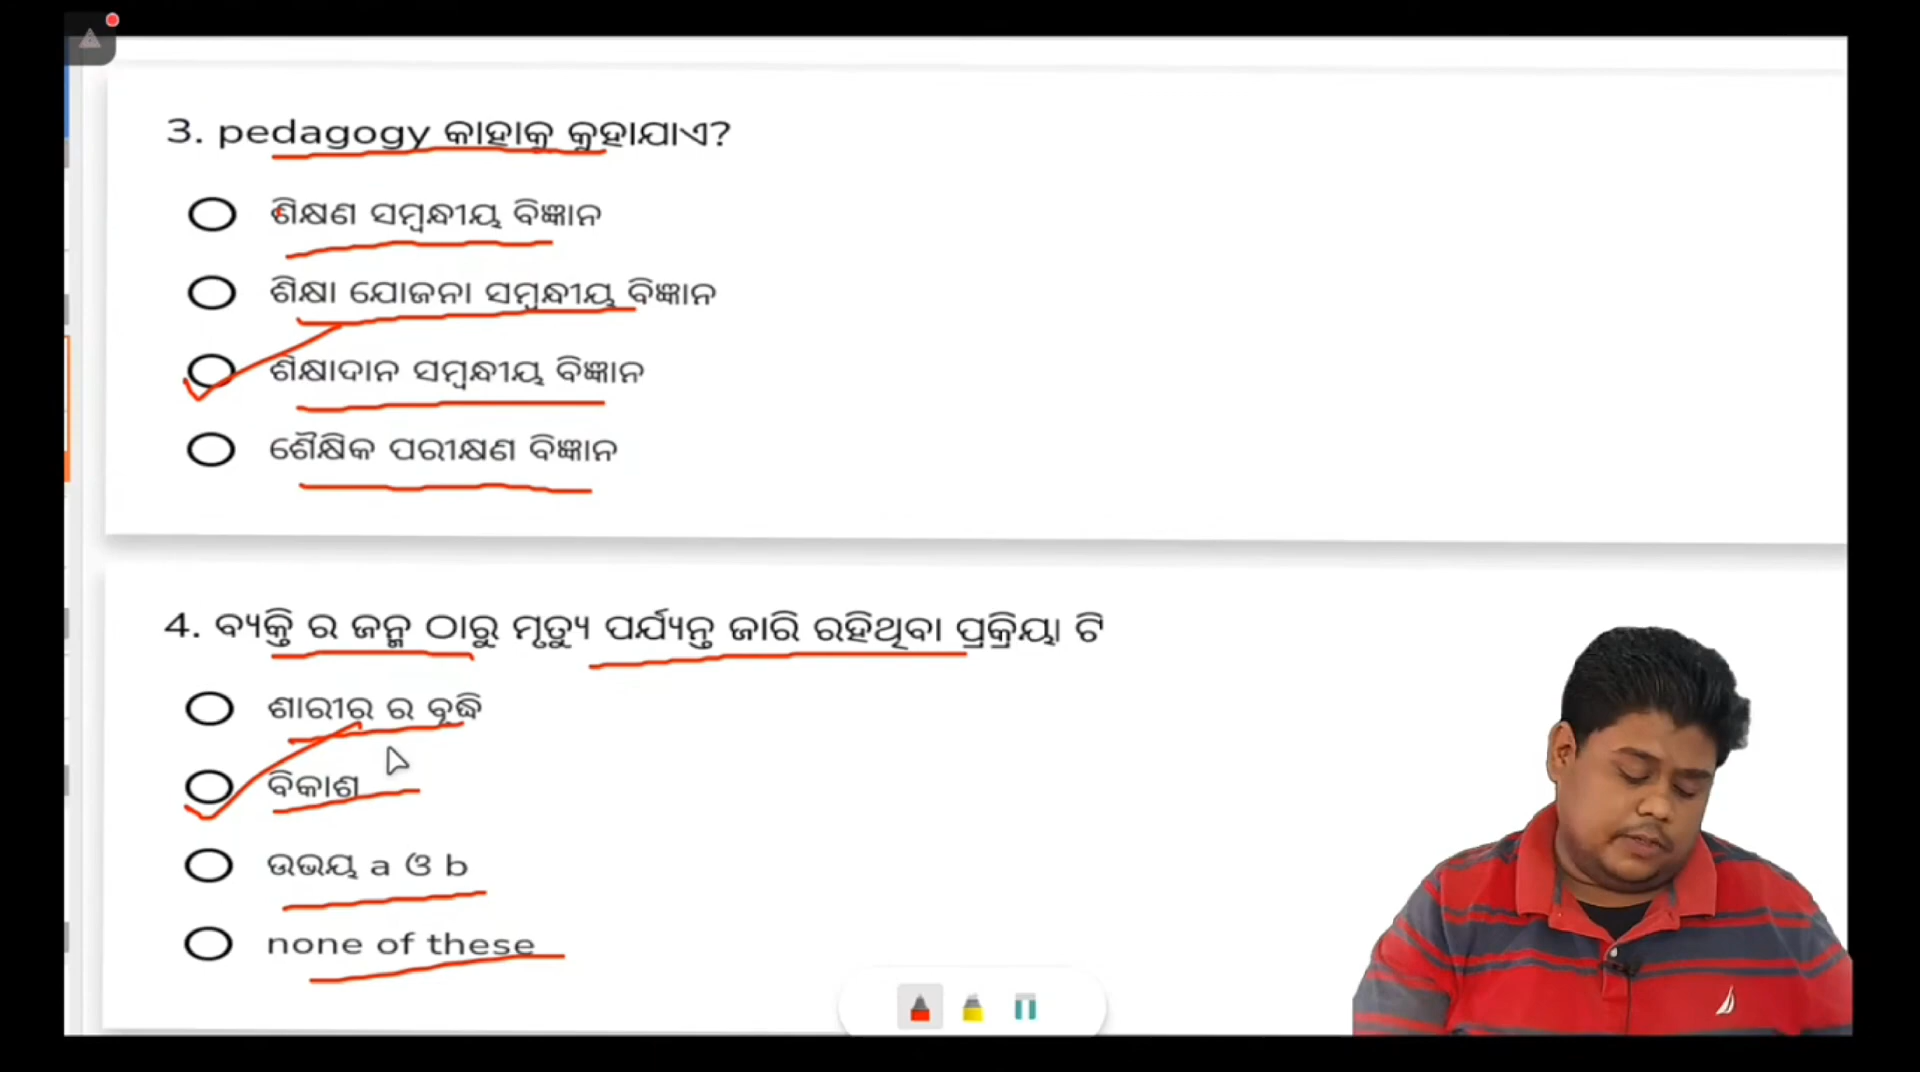 3. pedagogy କାହାକୁ କୁହାଯାଏ?
ଶିକ୍ଷଣ ସମ୍ବନ୍ଧୀୟ ବିଜ୍ଞାନ
ଶିକ୍ଷା ଯୋଜନା ସମ୍ବନ୍ଧୀୟ ବିଜ୍ଞାନ
ଶିକ୍ଷାଦାନ ସମ୍ବନ୍ଧୀୟ ବିଜ୍ଞାନ
ଶୈକ୍ଷିକ ପରୀକ୍ଷଣ ବିଜ୍ଞାନ
4. ବ୍ୟକ୍ତି ର ଜନ୍ମ ଠାରୁ ମୃତ୍ୟୁ ପର୍ଯ୍ୟନ୍ତ ଜାରି ରହିଥିବା ପ୍ରକ୍ରିୟା ଟି
ଶାରୀର ର ବୃଦ୍ଧି
ବିକାଶ
ଉଭୟ a ଓ b
none of these